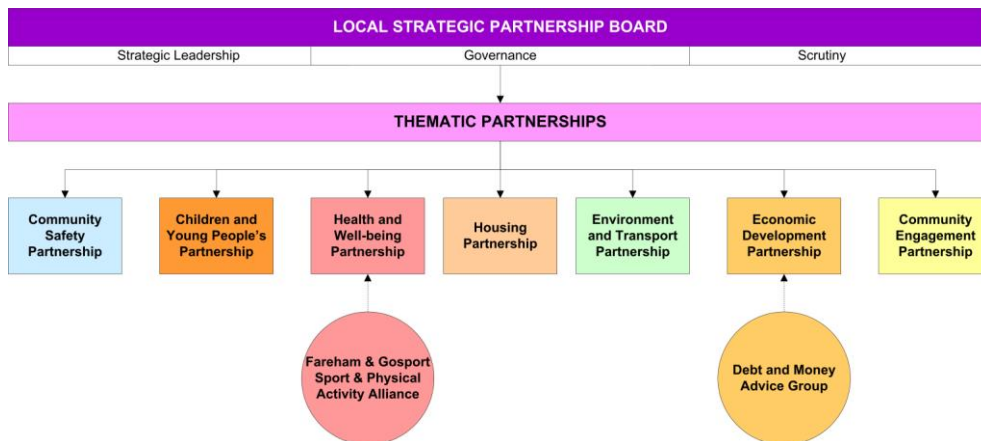 LOCAL STRATEGIC PARTNERSHIP BOARD
Strategic Leadership
Governance
Scrutiny
THEMATIC PARTNERSHIPS
Community
Safety
Partnership
Children and
Young People's
Partnership
Health and
Well-being
Partnership
Housing
Partnership
Environment
and Transport
Partnership
Economic
Development
Partnership
Community
Engagement
Partnership
Fareham & Gosport
Sport & Physical
Activity Alliance
Debt and Money
Advice Group